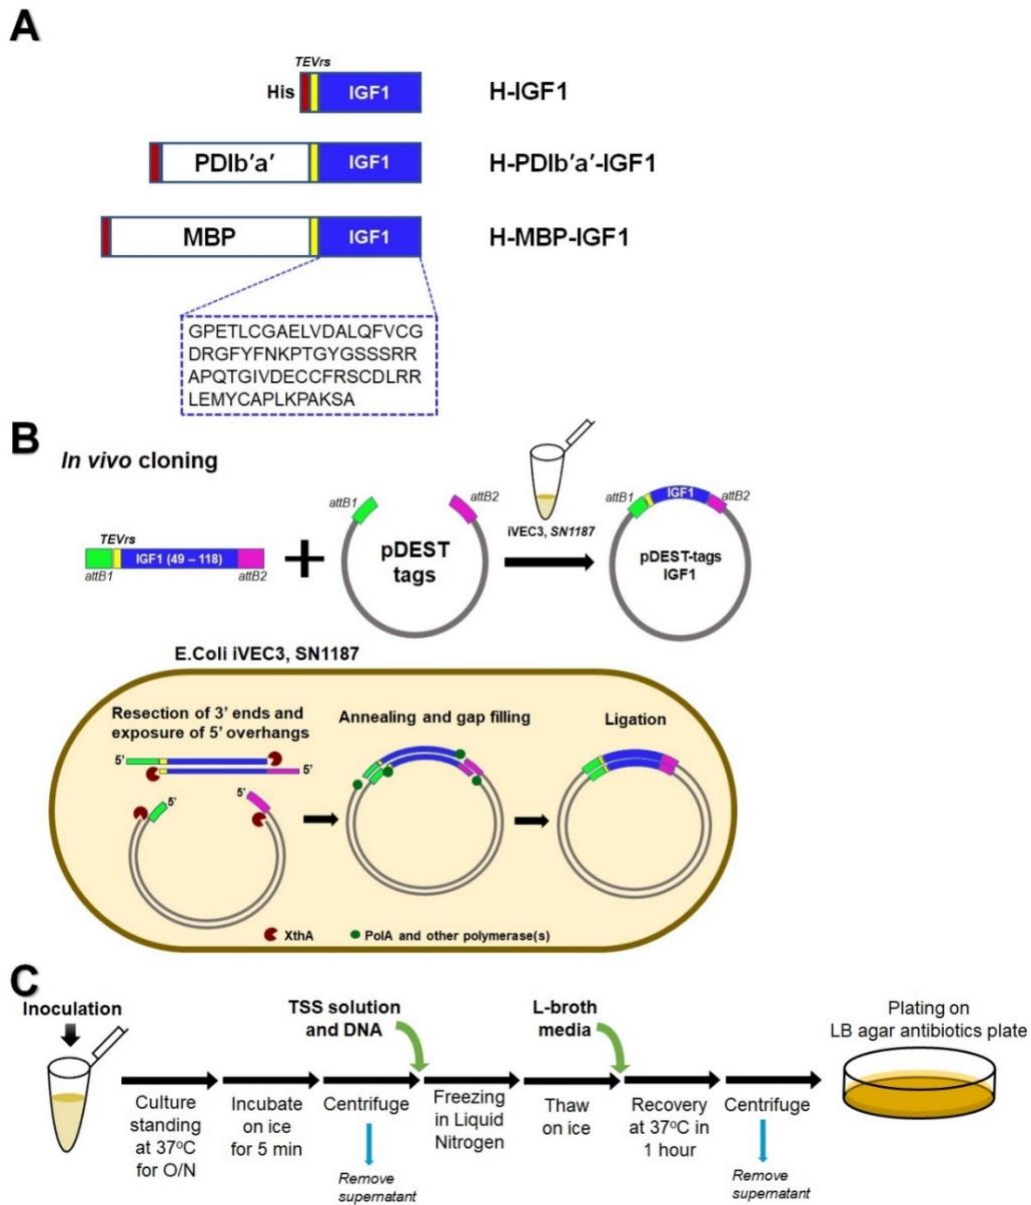 A
TEVrs
His
IGF1
H-IGF1
PDIb′a′
IGF1
H-PDIb′a′-IGF1
MBP
IGF1
H-MBP-IGF1
GPETLCGAELVDALQFVCG
DRGFYFNKPTGYGSSSRR
APQTGIVDECCFRSCDLRR
LEMYCAPLKPAKSA
B
In vivo cloning
TEVrs
IGF1 (49 – 118)
attB1
attB2
+
attB1
attB2
pDEST
tags
iVEC3, SN1187
attB1
IGF1
attB2
pDEST-tags
IGF1
E.Coli iVEC3, SN1187
Resection of 3’ ends and
exposure of 5’ overhangs
5’
5’
5’
5’
Annealing and gap filling
Ligation
XthA
PolA and other polymerase(s)
C
Inoculation
TSS solution
and DNA
L-broth
media
Plating on
LB agar antibiotics plate
Culture
standing
at 37ºC
for O/N
Incubate
on ice
for 5 min
Centrifuge
Remove
supernatant
Freezing
in Liquid
Nitrogen
Thaw
on ice
Recovery
at 37ºC in
1 hour
Centrifuge
Remove
supernatant